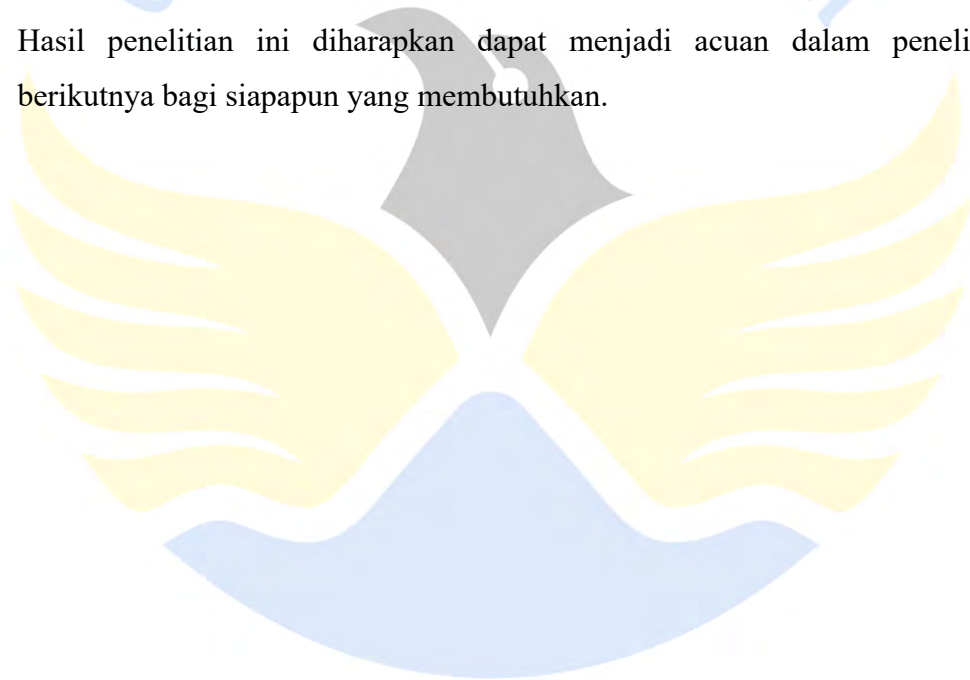 Hasil penelitian ini diharapkan dapat menjadi acuan dalam peneli
berikutnya bagi siapapun yang membutuhkan.